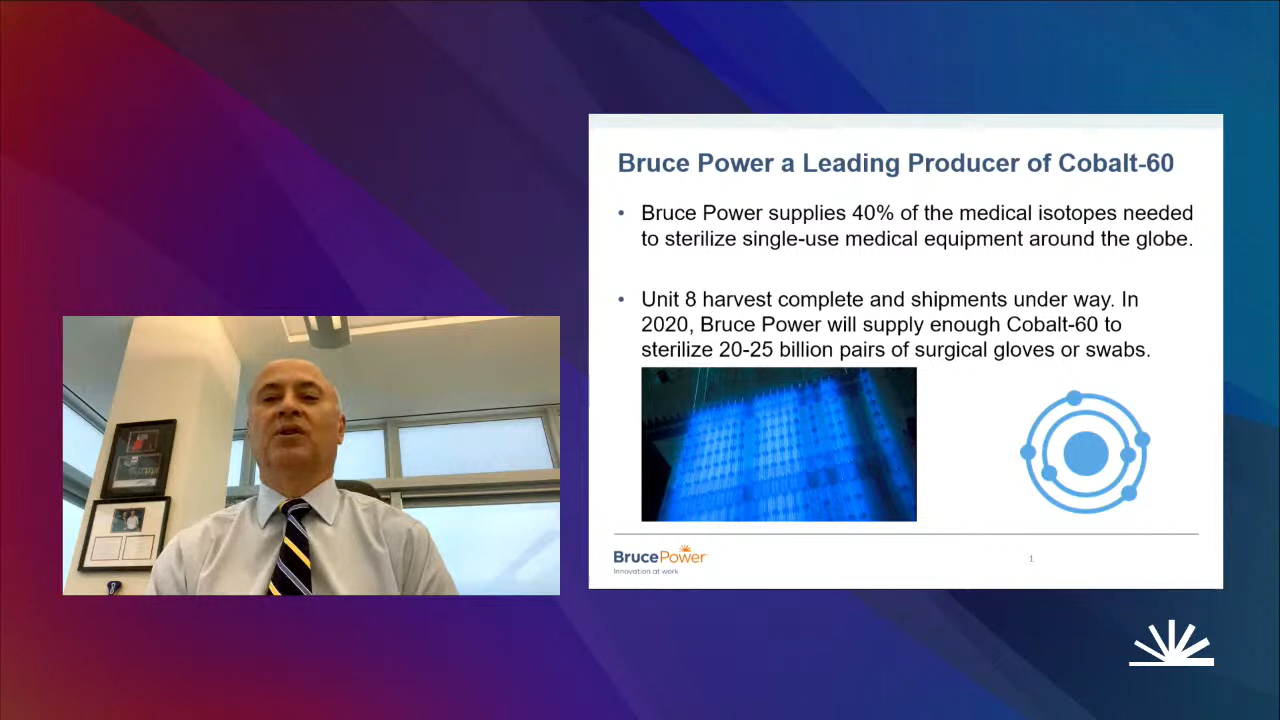 Bruce Power a Leading Producer of Cobalt-60
• Bruce Power supplies 40% of the medical isotopes needed
to sterilize single-use medical equipment around the globe.
• Unit 8 harvest complete and shipments under way. In
2020, Bruce Power will supply enough Cobalt-60 to
sterilize 20-25 billion pairs of surgical gloves or swabs.
BrucePower
Innovation at work
1